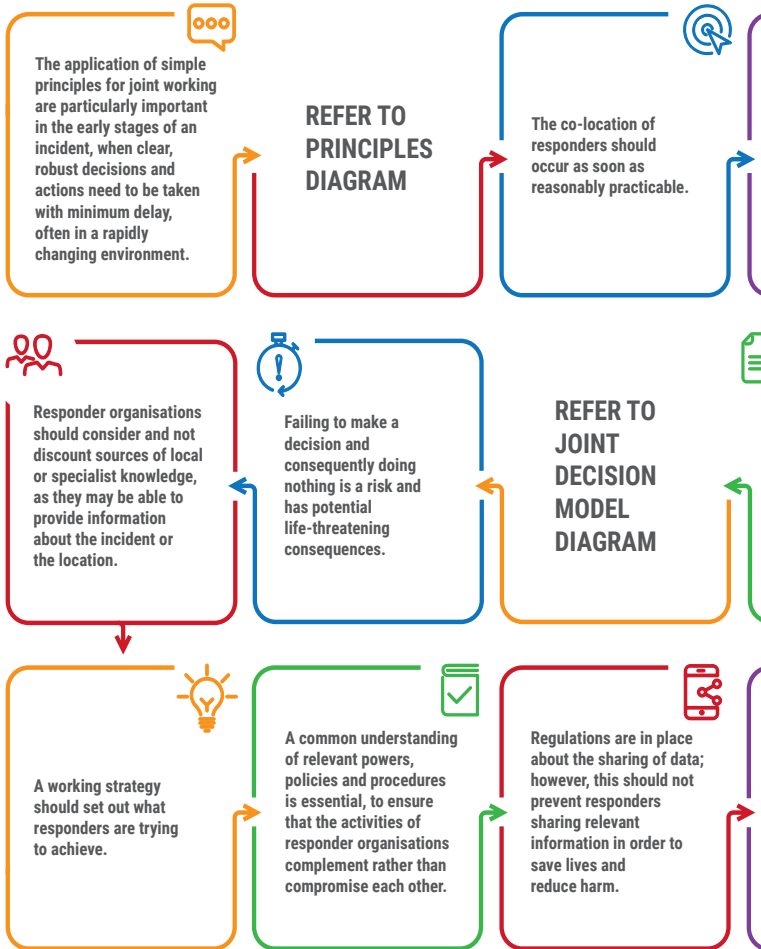 The application of simple
principles for joint working
are particularly important
in the early stages of an
incident, when clear,
robust decisions and
actions need to be taken
with minimum delay,
often in a rapidly
changing environment.
REFER TO
PRINCIPLES
DIAGRAM
The co-location of
responders should
occur as soon as
reasonably practicable.
Responder organisations
should consider and not
discount sources of local
or specialist knowledge,
as they may be able to
provide information
about the incident or
the location.
Failing to make a
decision and
consequently doing
nothing is a risk and
has potential
life-threatening
consequences.
REFER TO
JOINT
DECISION
MODEL
DIAGRAM
A working strategy
should set out what
responders are trying
to achieve.
A common understanding
of relevant powers,
policies and procedures
is essential, to ensure
that the activities of
responder organisations
complement rather than
compromise each other.
Regulations are in place
about the sharing of data;
however, this should not
prevent responders
sharing relevant
information in order to
save lives and
reduce harm.